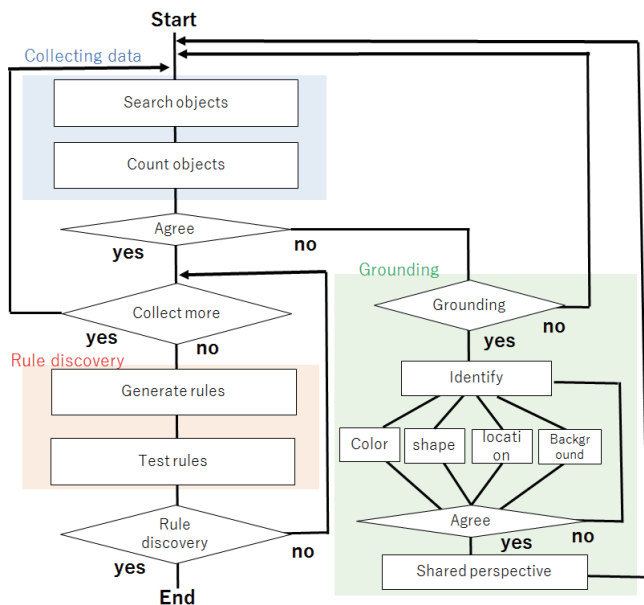 Start
Collecting data
Search objects
Count objects
Agree
yes
no
Collect more
yes
no
Rule discovery
Generate rules
Test rules
Rule
discovery
yes
no
End
Grounding
Grounding
yes
no
Identify
Color
shape
locati
on
Backgr
ound
Agree
yes
no
Shared perspective